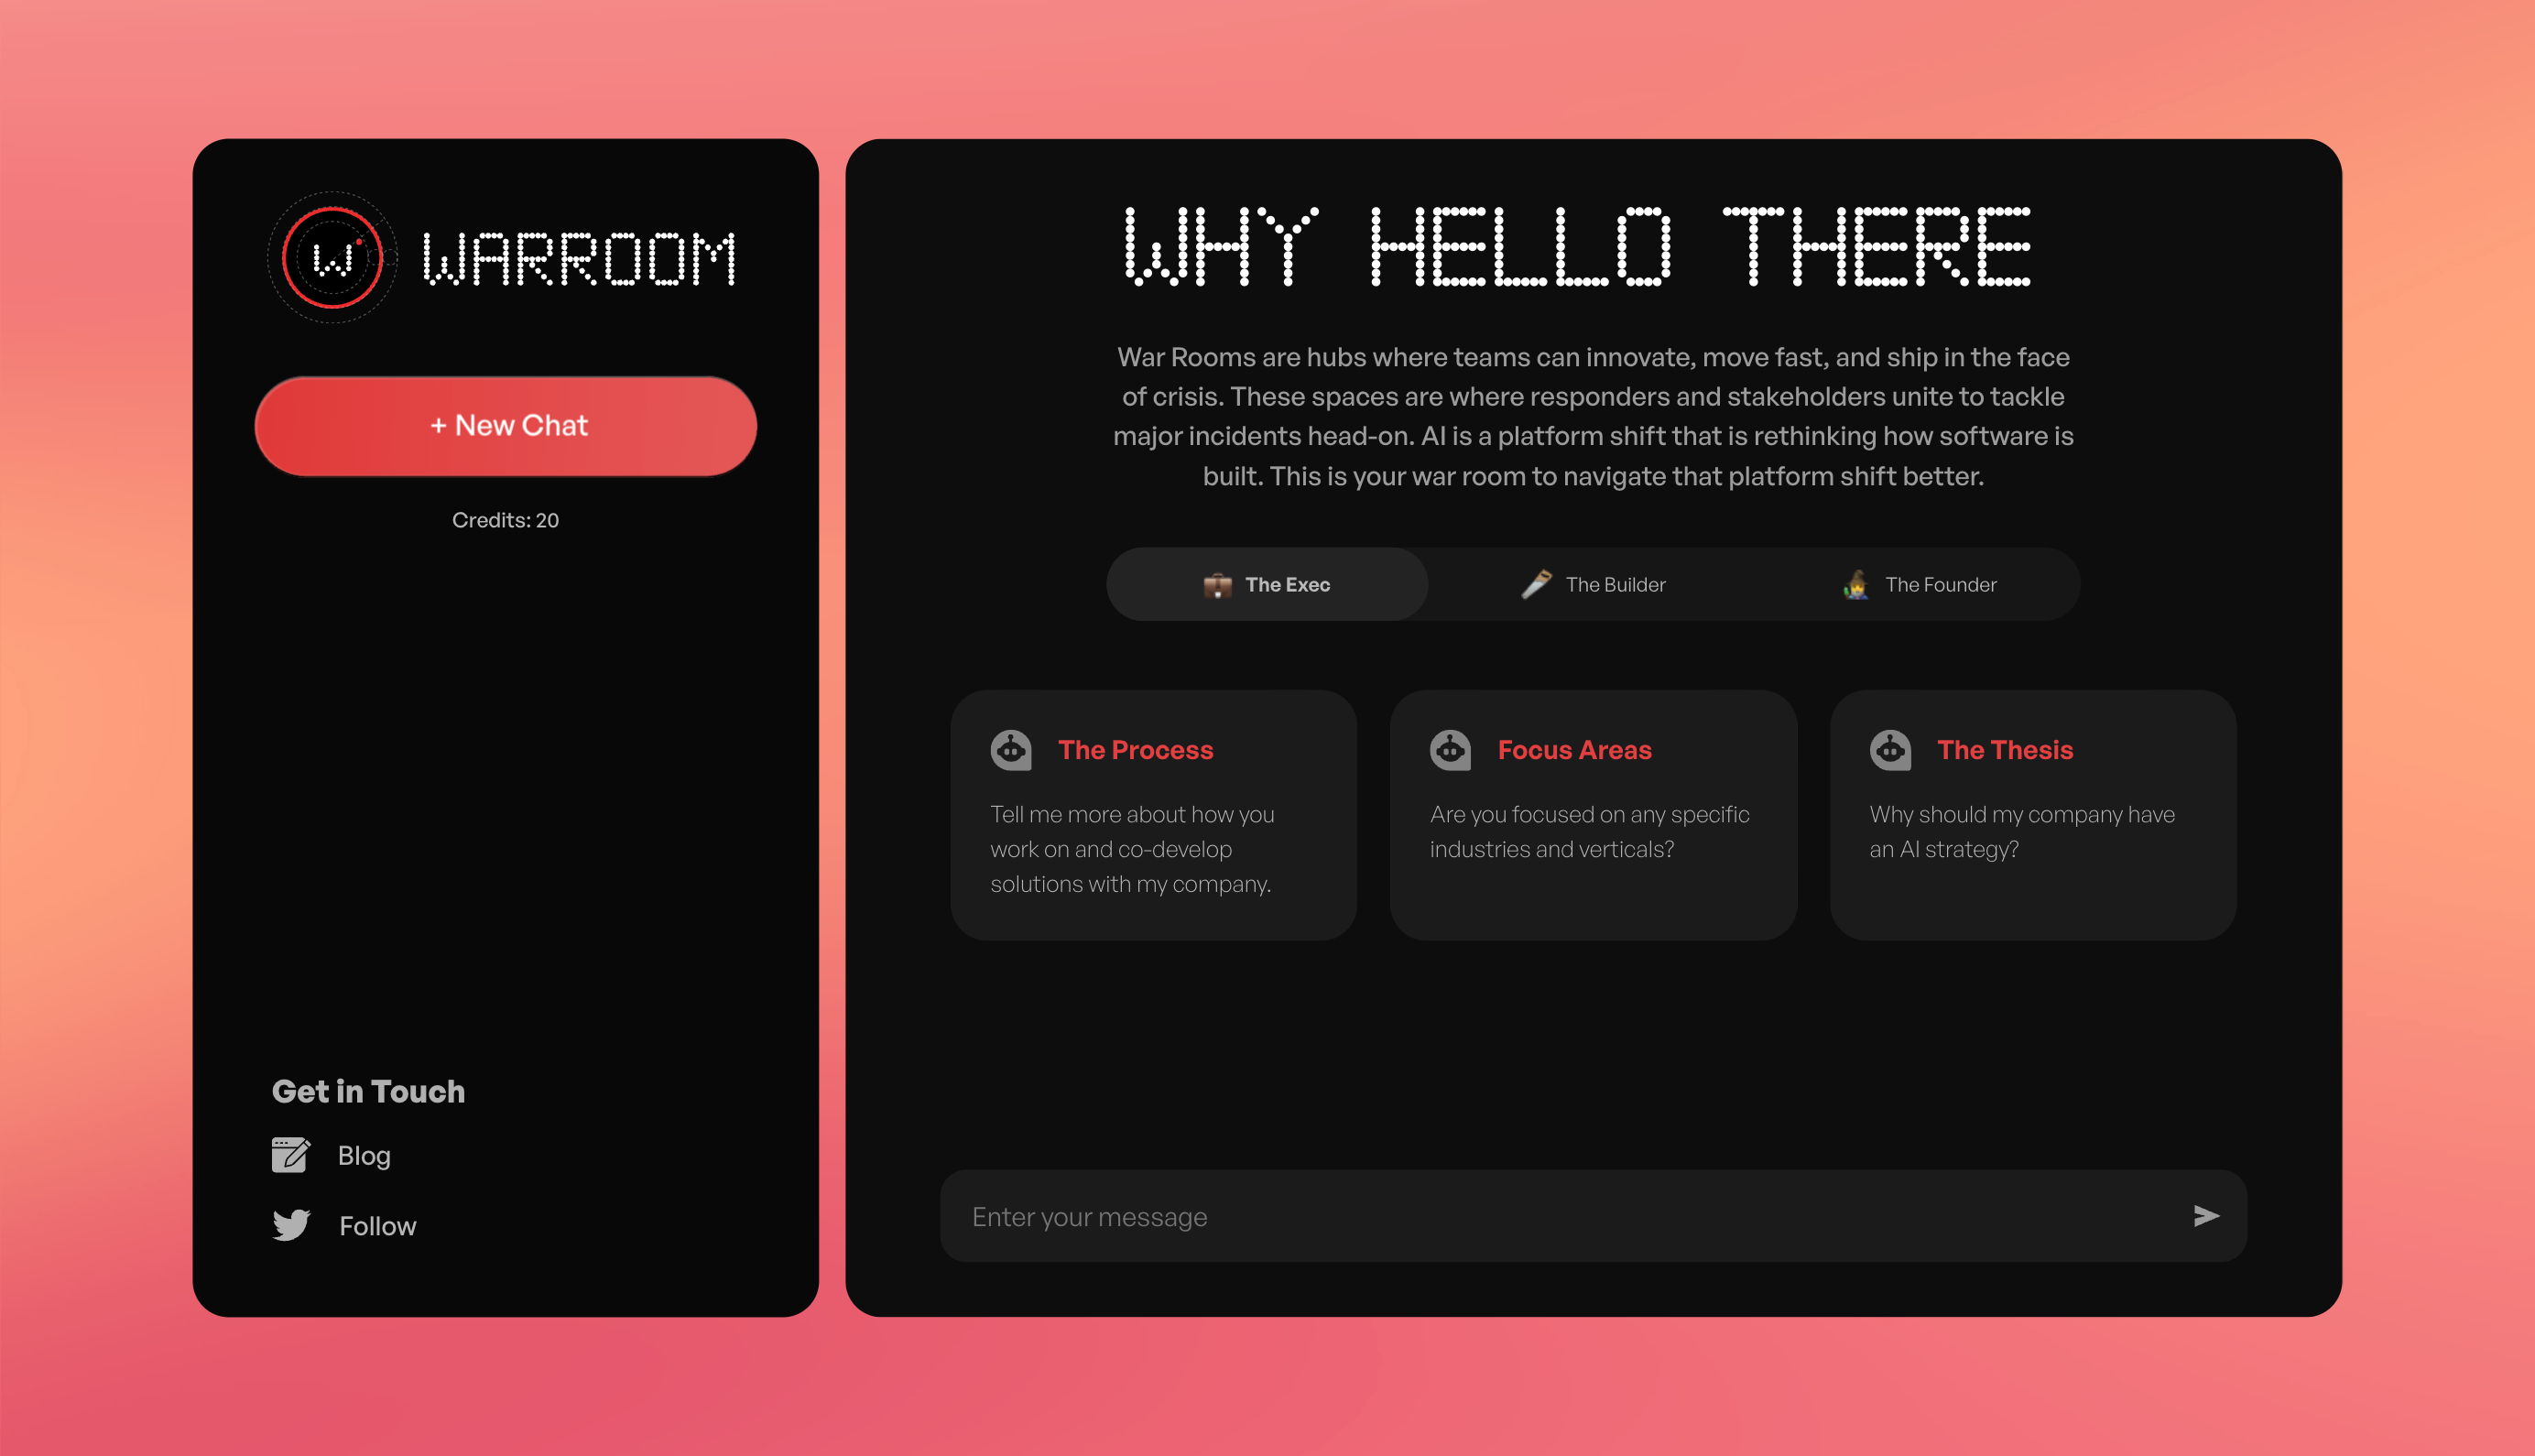 W
WARROOM
+ New Chat
Credits: 20
Get in Touch
Blog
Follow
WHY HELLO THERE
War Rooms are hubs where teams can innovate, move fast, and ship in the face
of crisis. These spaces are where responders and stakeholders unite to tackle
major incidents head-on. AI is a platform shift that is rethinking how software is
built. This is your war room to navigate that platform shift better.
The Exec
The Builder
The Founder
The Process
Tell me more about how you
work on and co-develop
solutions with my company.
Focus Areas
Are you focused on any specific
industries and verticals?
The Thesis
Why should my company have
an AI strategy?
Enter your message